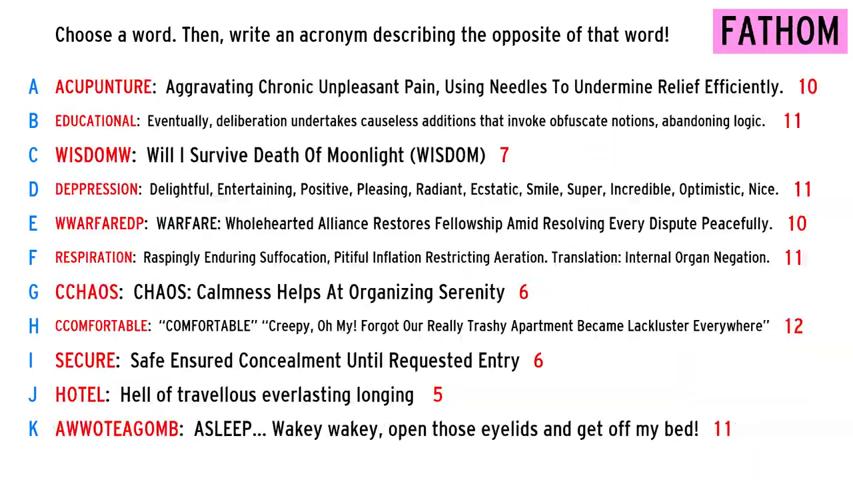 Choose a word. Then, write an acronym describing the opposite of that word!
FATHOM
A ACUPUNTURE: Aggravating Chronic Unpleasant Pain, Using Needles To Undermine Relief Efficiently. 10
B EDUCATIONAL: Eventually, deliberation undertakes causeless additions that invoke obfuscate notions, abandoning logic. 11
C WISDOMW: Will I Survive Death Of Moonlight (WISDOM) 7
D DEPPRESSION: Delightful, Entertaining, Positive, Pleasing, Radiant, Ecstatic, Smile, Super, Incredible, Optimistic, Nice. 11
E WWARFAREDP: WARFARE: Wholehearted Alliance Restores Fellowship Amid Resolving Every Dispute Peacefully. 10
F RESPIRATION: Raspingly Enduring Suffocation, Pitiful Inflation Restricting Aeration. Translation: Internal Organ Negation. 11
G CCHAOS: CHAOS: Calmness Helps At Organizing Serenity 6
H CCOMFORTABLE: "COMFORTABLE" "Creepy, Oh My! Forgot Our Really Trashy Apartment Became Lackluster Everywhere" 12
I SECURE: Safe Ensured Concealment Until Requested Entry 6
J HOTEL: Hell of travellous everlasting longing 5
K AWWOTEAGOMB: ASLEEP... Wakey wakey, open those eyelids and get off my bed! 11